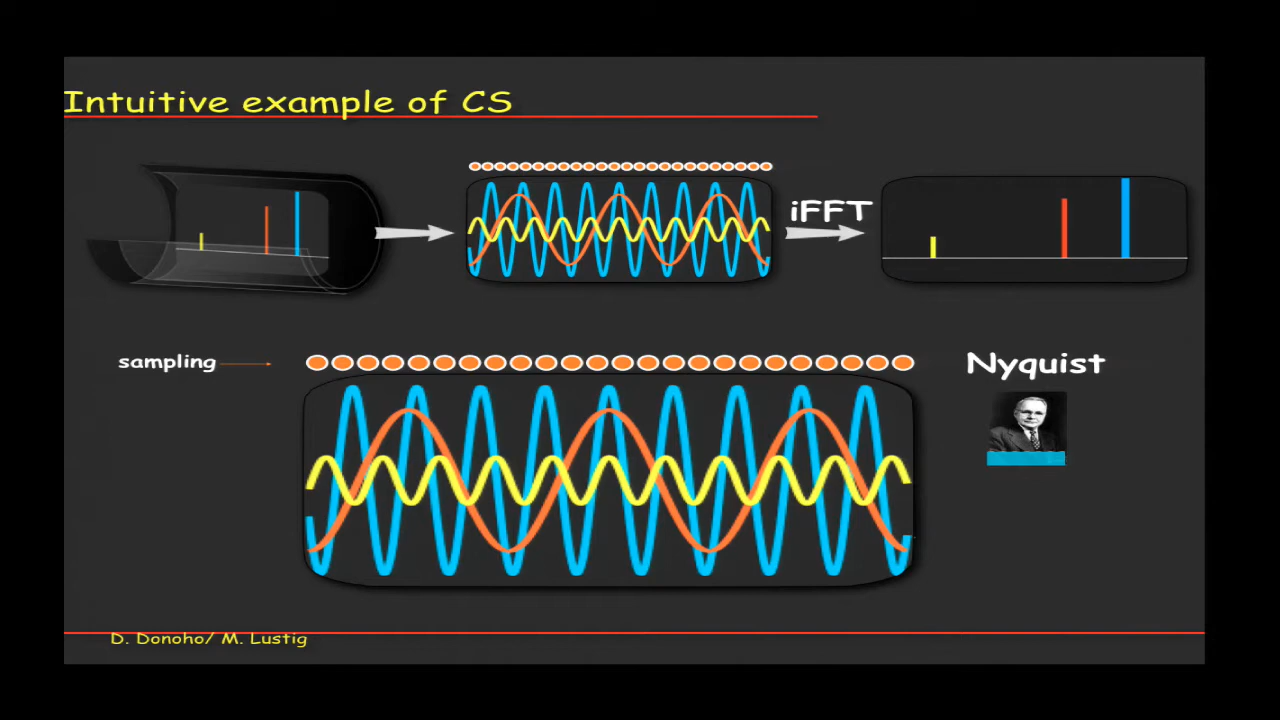 Intuitive example of CS
iFFT
sampling
Nyquist
D. Donoho/ M. Lustig